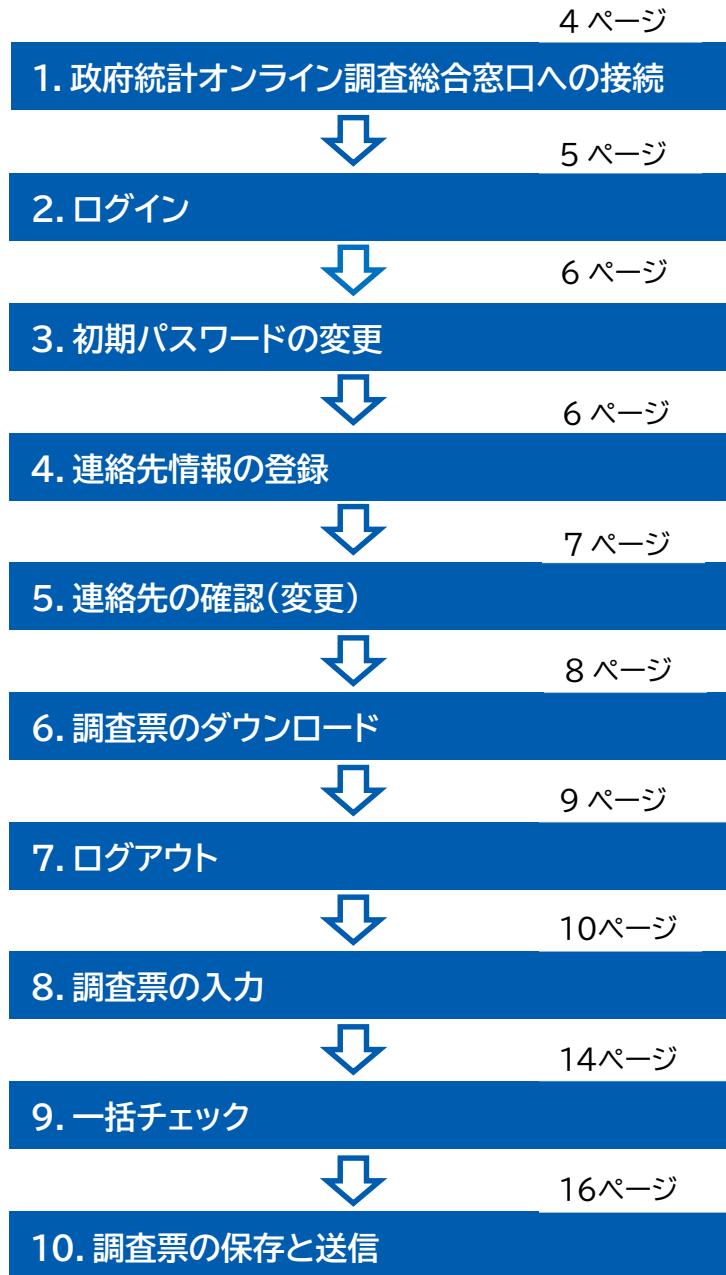 4 ページ
1. 政府統計オンライン調査総合窓口への接続
5 ページ
2. ログイン
6 ページ
3. 初期パスワードの変更
6 ページ
4. 連絡先情報の登録
7 ページ
5. 連絡先の確認(変更)
8 ページ
6. 調査票のダウンロード
9 ページ
7. ログアウト
10ページ
8. 調査票の入力
14ページ
9. 一括チェック
16ページ
10. 調査票の保存と送信